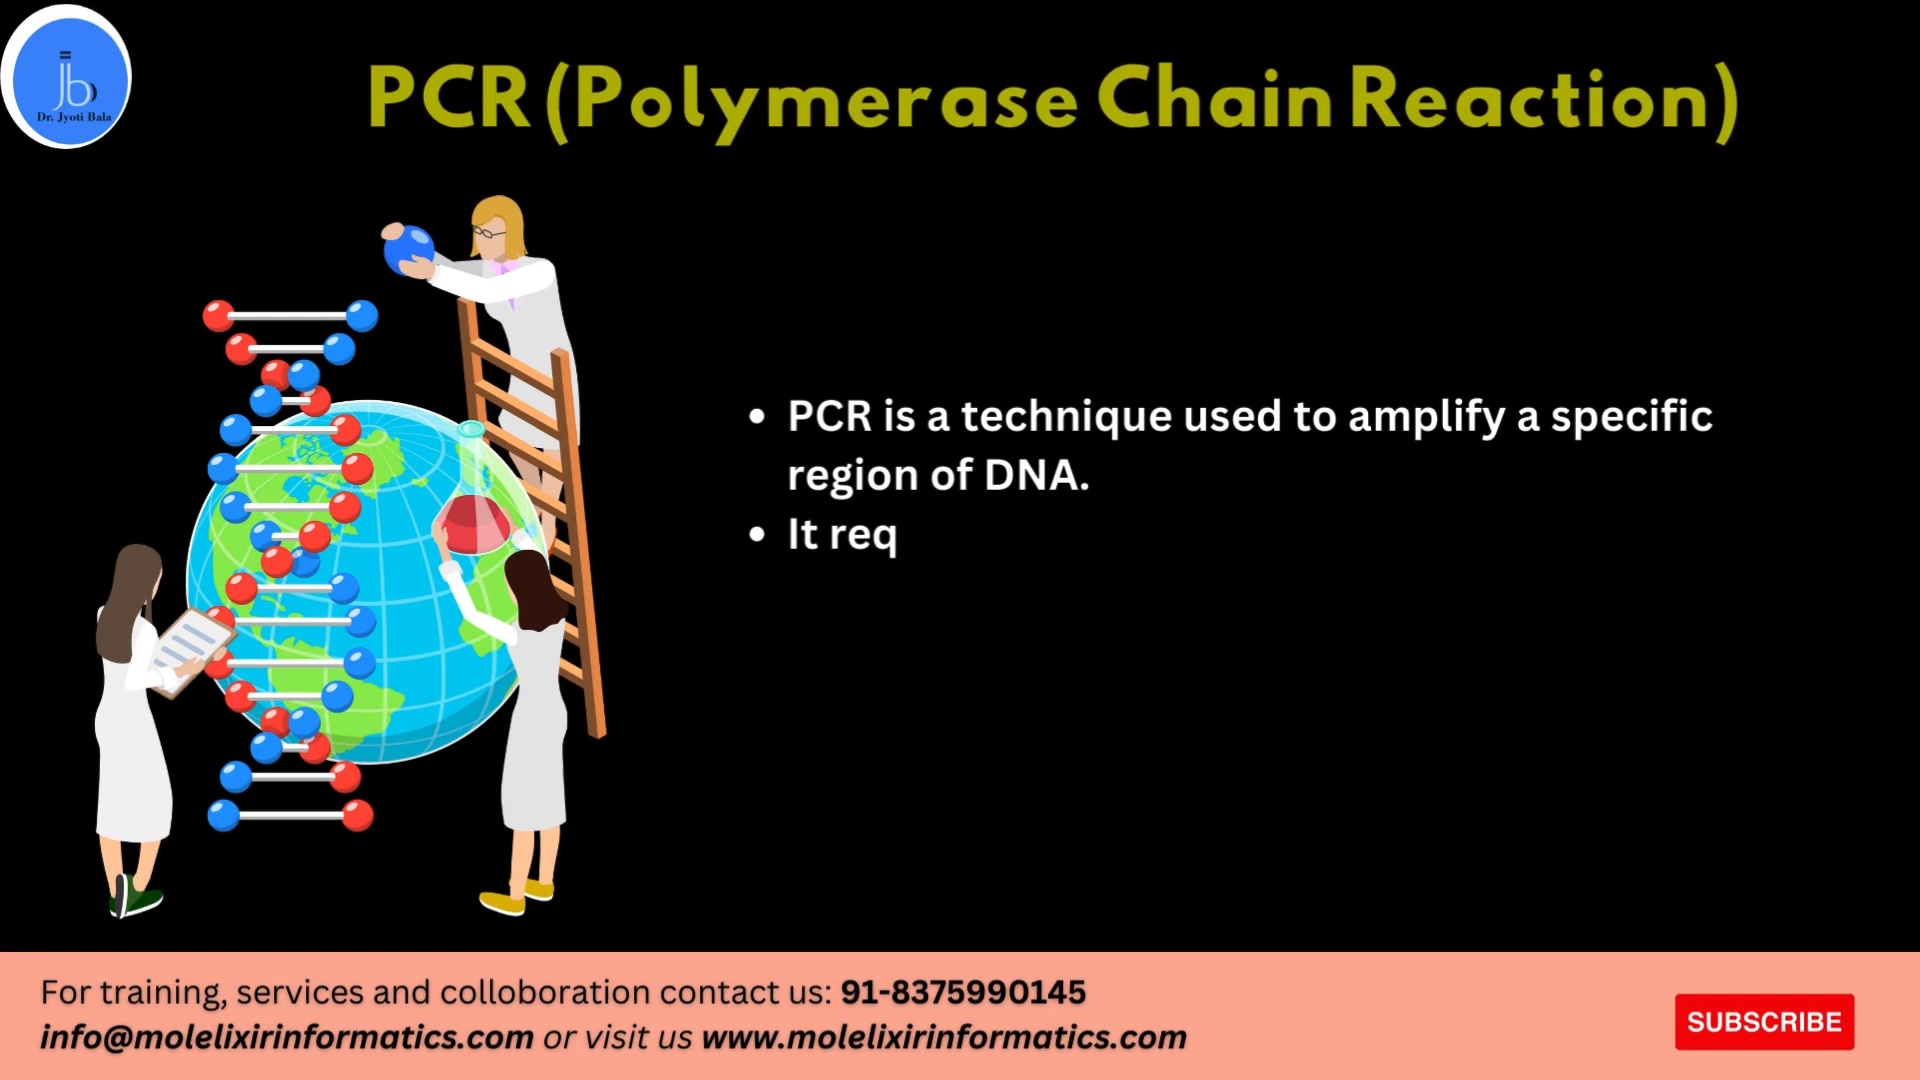 jb
Dr. Jyoti Bala
PCR (Polymerase Chain Reaction)
• PCR is a technique used to amplify a specific
region of DNA.
• It req
For training, services and colloboration contact us: 91-8375990145
info@molelixirinformatics.com or visit us www.molelixirinformatics.com
SUBSCRIBE